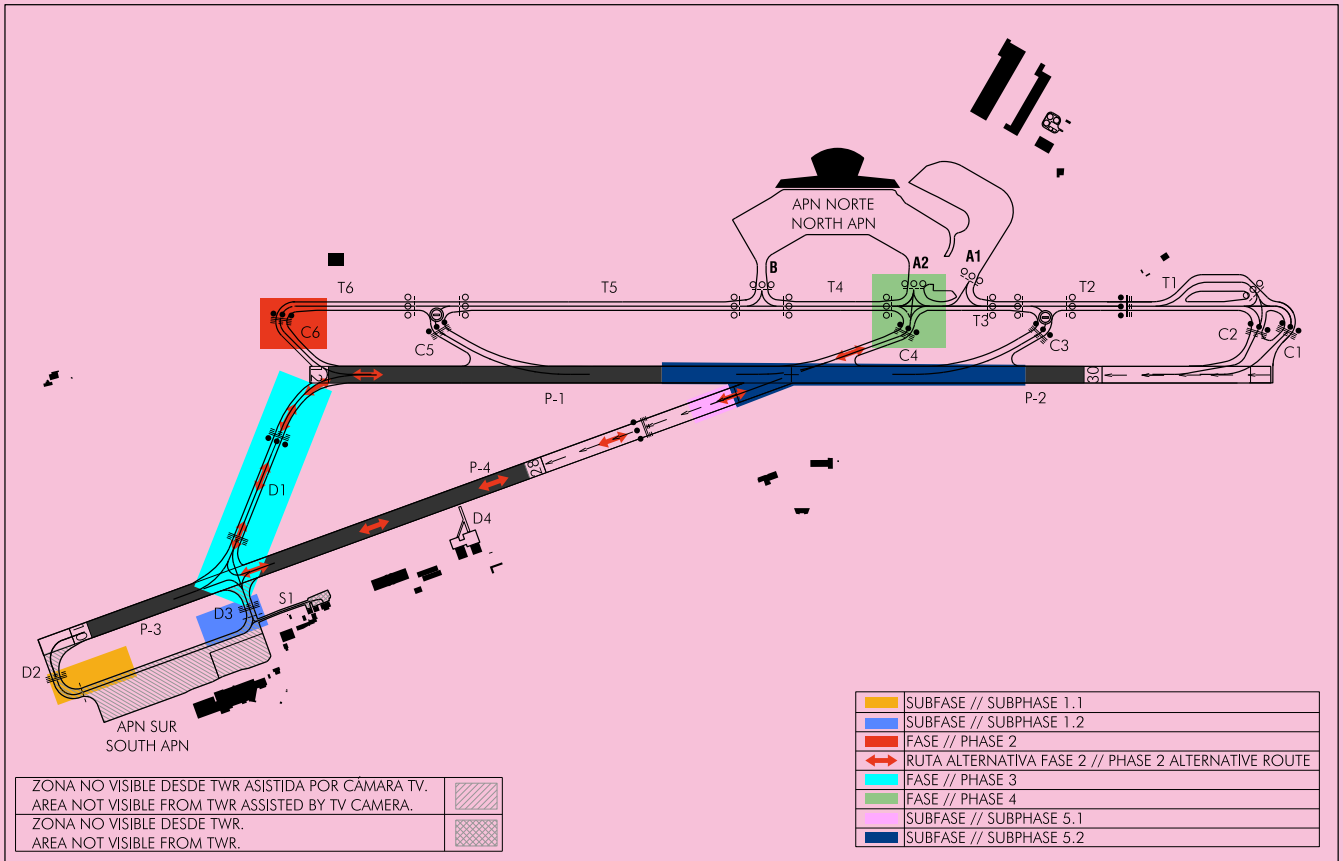 APN NORTE
NORTH APN
B
A2
A1
T6
T5
T4
T3
T2
T1
C6
C5
C4
C3
C2
C1
12
30
P-1
P-2
28
P-4
D1
D4
D3
S1
10
P-3
D2
APN SUR
SOUTH APN
SUBFASE // SUBPHASE 1.1
SUBFASE // SUBPHASE 1.2
FASE // PHASE 2
RUTA ALTERNATIVA FASE 2 // PHASE 2 ALTERNATIVE ROUTE
FASE // PHASE 3
FASE // PHASE 4
SUBFASE // SUBPHASE 5.1
SUBFASE // SUBPHASE 5.2
ZONA NO VISIBLE DESDE TWR ASISTIDA POR CÁMARA TV.
AREA NOT VISIBLE FROM TWR ASSISTED BY TV CAMERA.
ZONA NO VISIBLE DESDE TWR.
AREA NOT VISIBLE FROM TWR.